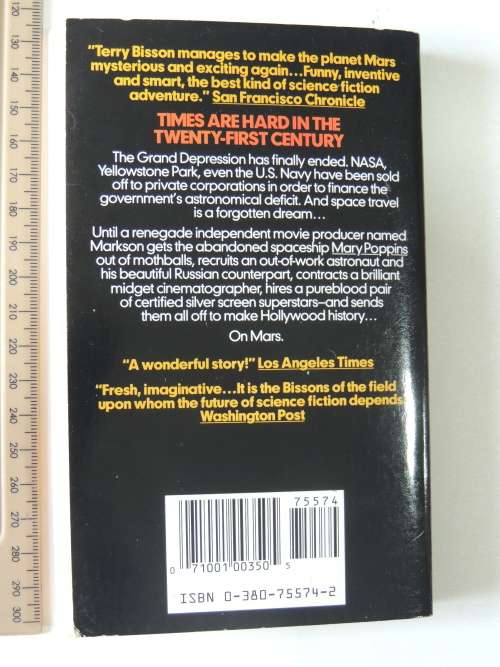 “Terry Bisson manages to make the planet Mars
mysterious and exciting again...Funny, inventive
and smart, the best kind of science fiction
adventure.” San Francisco Chronicle
TIMES ARE HARD IN THE
TWENTY-FIRST CENTURY
The Grand Depression has finally ended. NASA,
Yellowstone Park, even the U.S. Navy have been sold
off to private corporations in order to finance the
government's astronomical deficit. And space travel
is a forgotten dream...
Until a renegade independent movie producer named
Markson gets the abandoned spaceship Mary Poppins
out of mothballs, recruits an out-of-work astronaut and
his beautiful Russian counterpart, contracts a brilliant
midget cinematographer, hires a pureblood pair
of certified silver screen superstars—and sends
them all off to make Hollywood history...
On Mars.
“A wonderful story!” Los Angeles Times
“Fresh, imaginative...It is the Bissons of the field
upon whom the future of science fiction depends!
Washington Post
75574
0 71001 00350 5
ISBN 0-380-75574-2
120
130
140
150
160
170
180
190
200
210
220
230
240
250
260
270
280
290
300